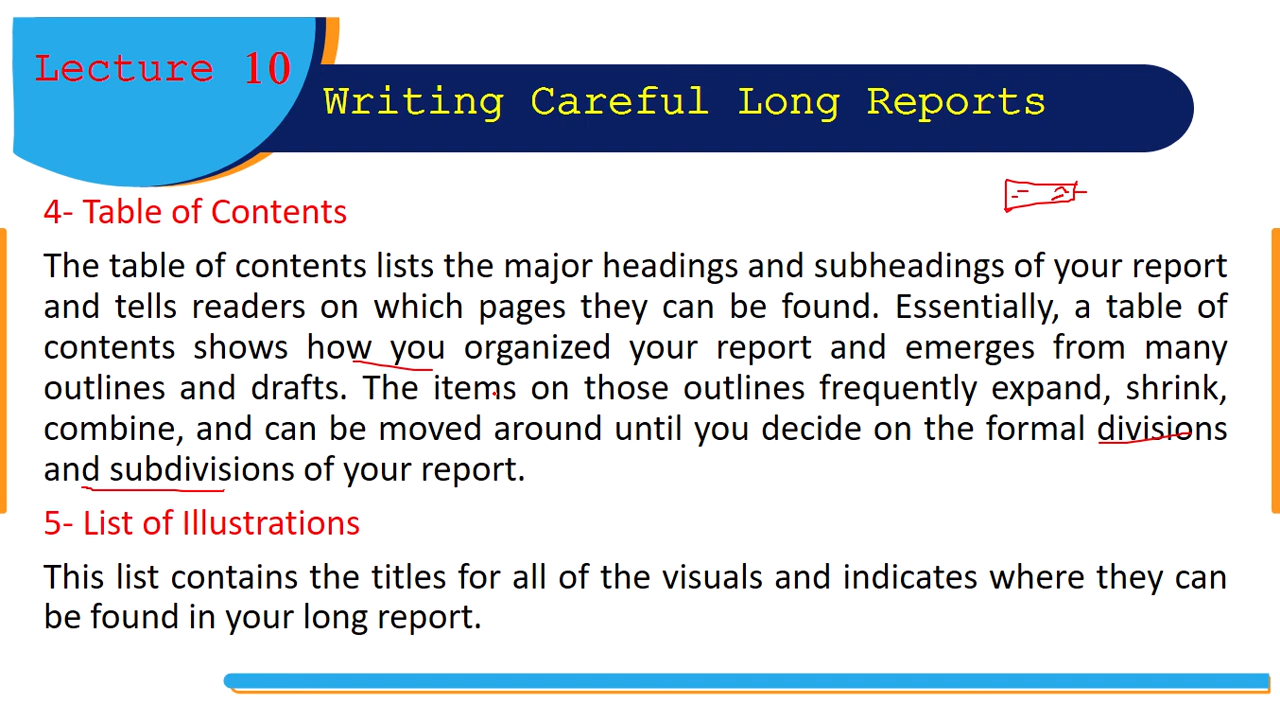 Lecture 10
Writing Careful Long Reports
4- Table of Contents
The table of contents lists the major headings and subheadings of your report
and tells readers on which pages they can be found. Essentially, a table of
contents shows how you organized your report and emerges from many
outlines and drafts. The items on those outlines frequently expand, shrink,
combine, and can be moved around until you decide on the formal divisions
and subdivisions of your report.
5- List of Illustrations
This list contains the titles for all of the visuals and indicates where they can
be found in your long report.